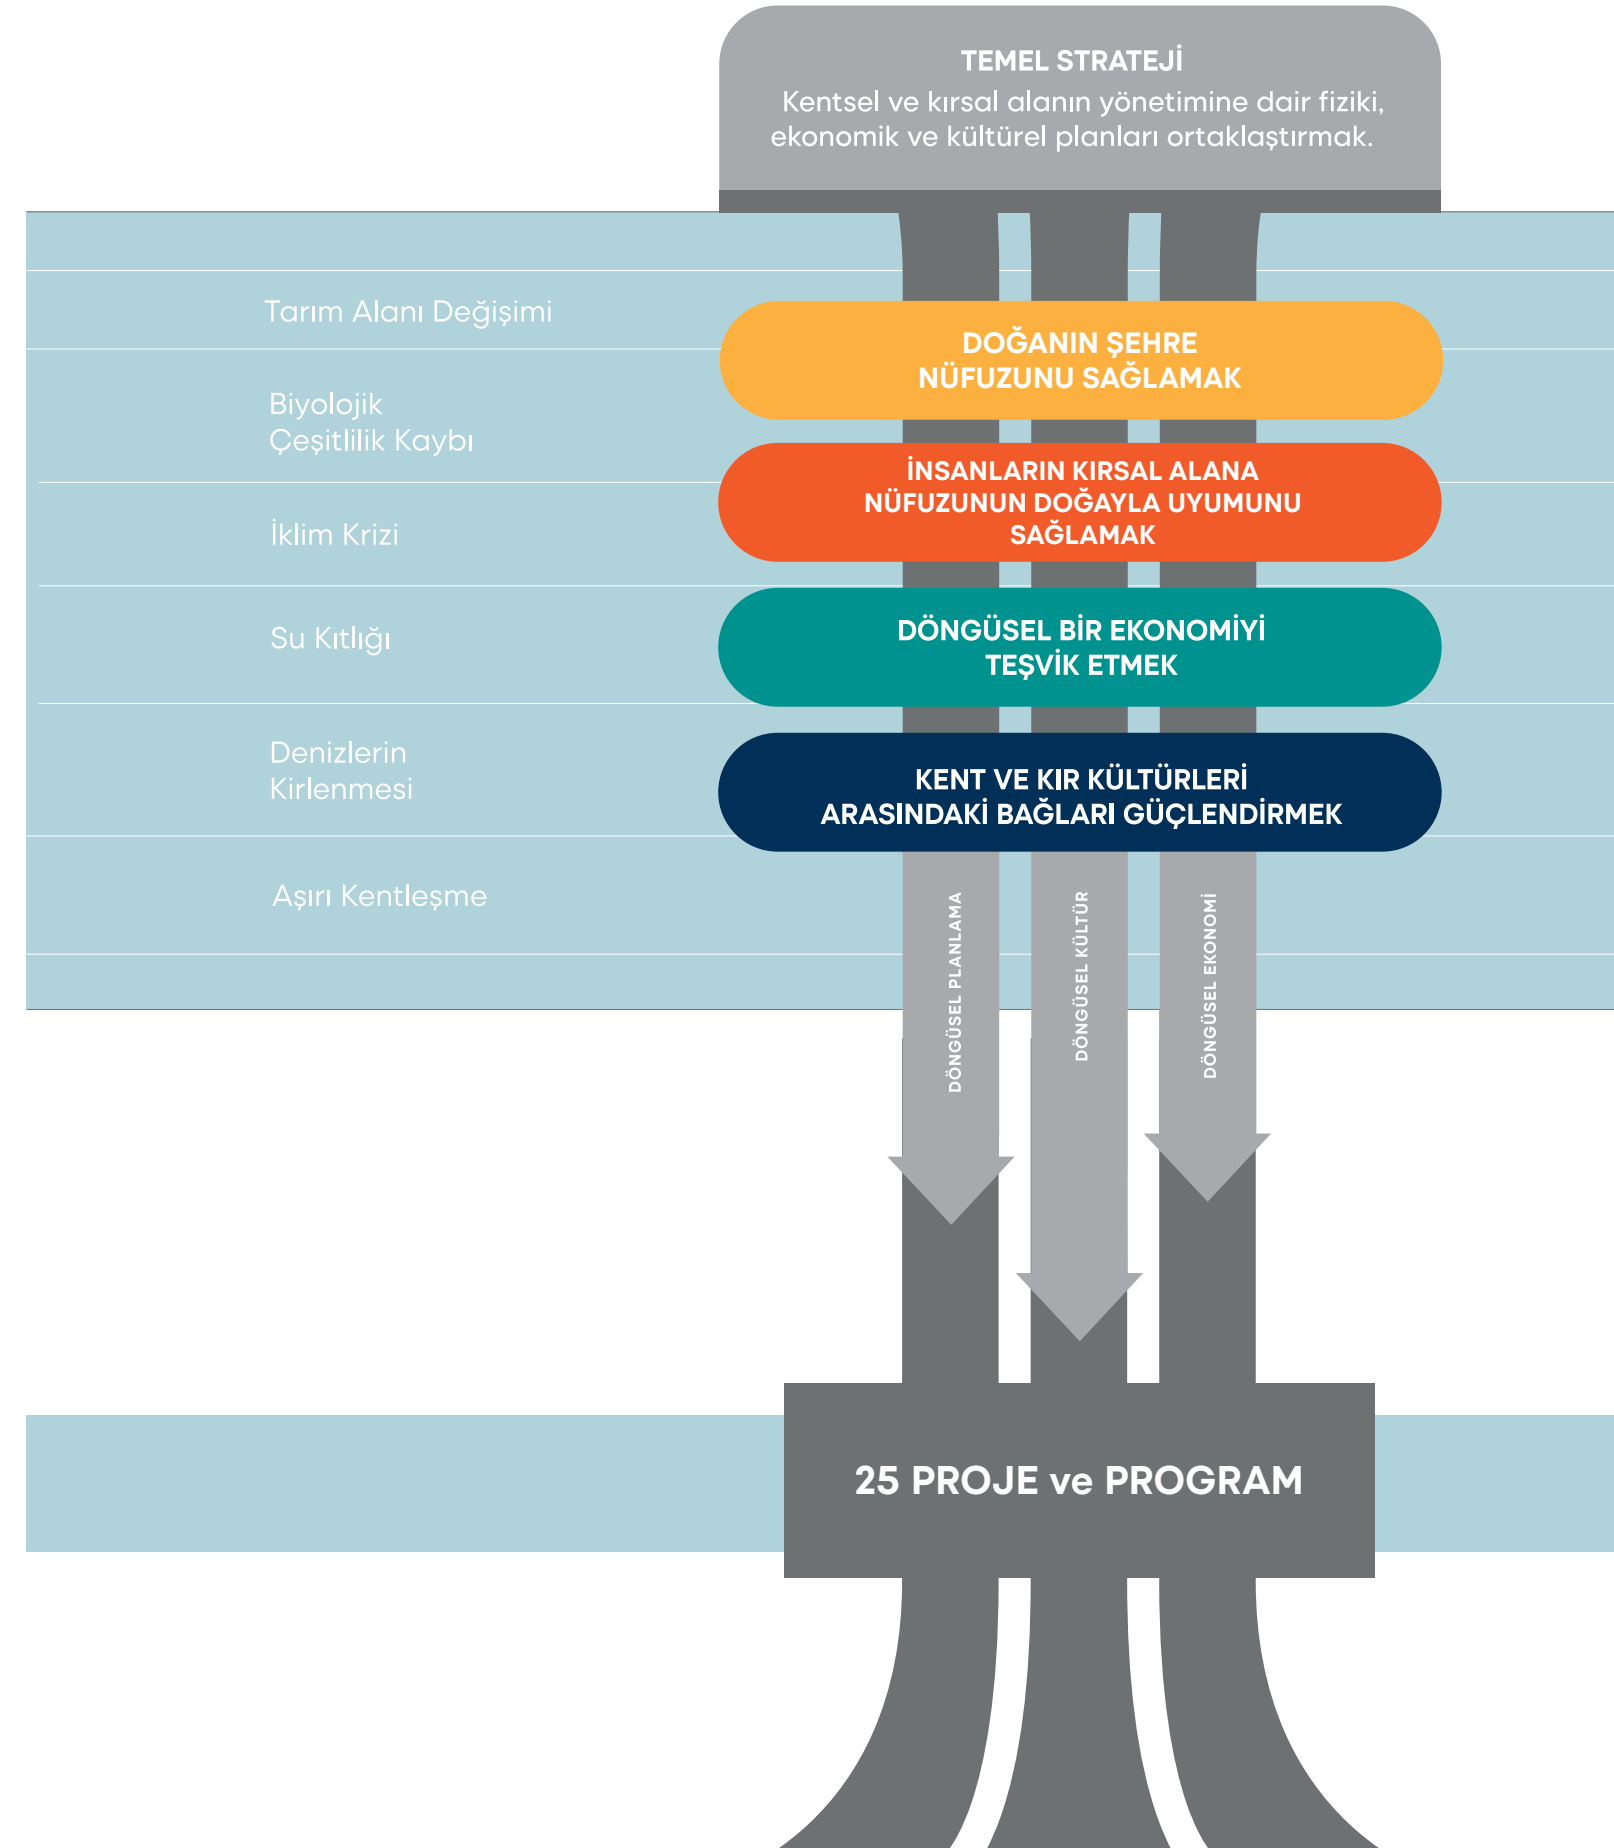 TEMEL STRATEJİ
Kentsel ve kırsal alanın yönetimine dair fiziki,
ekonomik ve kültürel planları ortaklaştırmak.
Tarım Alanı Değişimi
Biyolojik
Çeşitlilik Kaybı
İklim Krizi
Su Kıtlığı
Denizlerin
Kirlenmesi
Aşırı Kentleşme
DOĞANIN ŞEHRE
NÜFUZUNU SAĞLAMAK
İNSANLARIN KIRSAL ALANA
NÜFUZUNUN DOĞAYLA UYUMUNU
SAĞLAMAK
DÖNGÜSEL BİR EKONOMİYİ
TEŞVİK ETMEK
KENT VE KIR KÜLTÜRLERİ
ARASINDAKİ BAĞLARI GÜÇLENDİRMEK
DÖNGÜSEL PLANLAMA
DÖNGÜSEL KÜLTÜR
DÖNGÜSEL EKONOMİ
25 PROJE ve PROGRAM